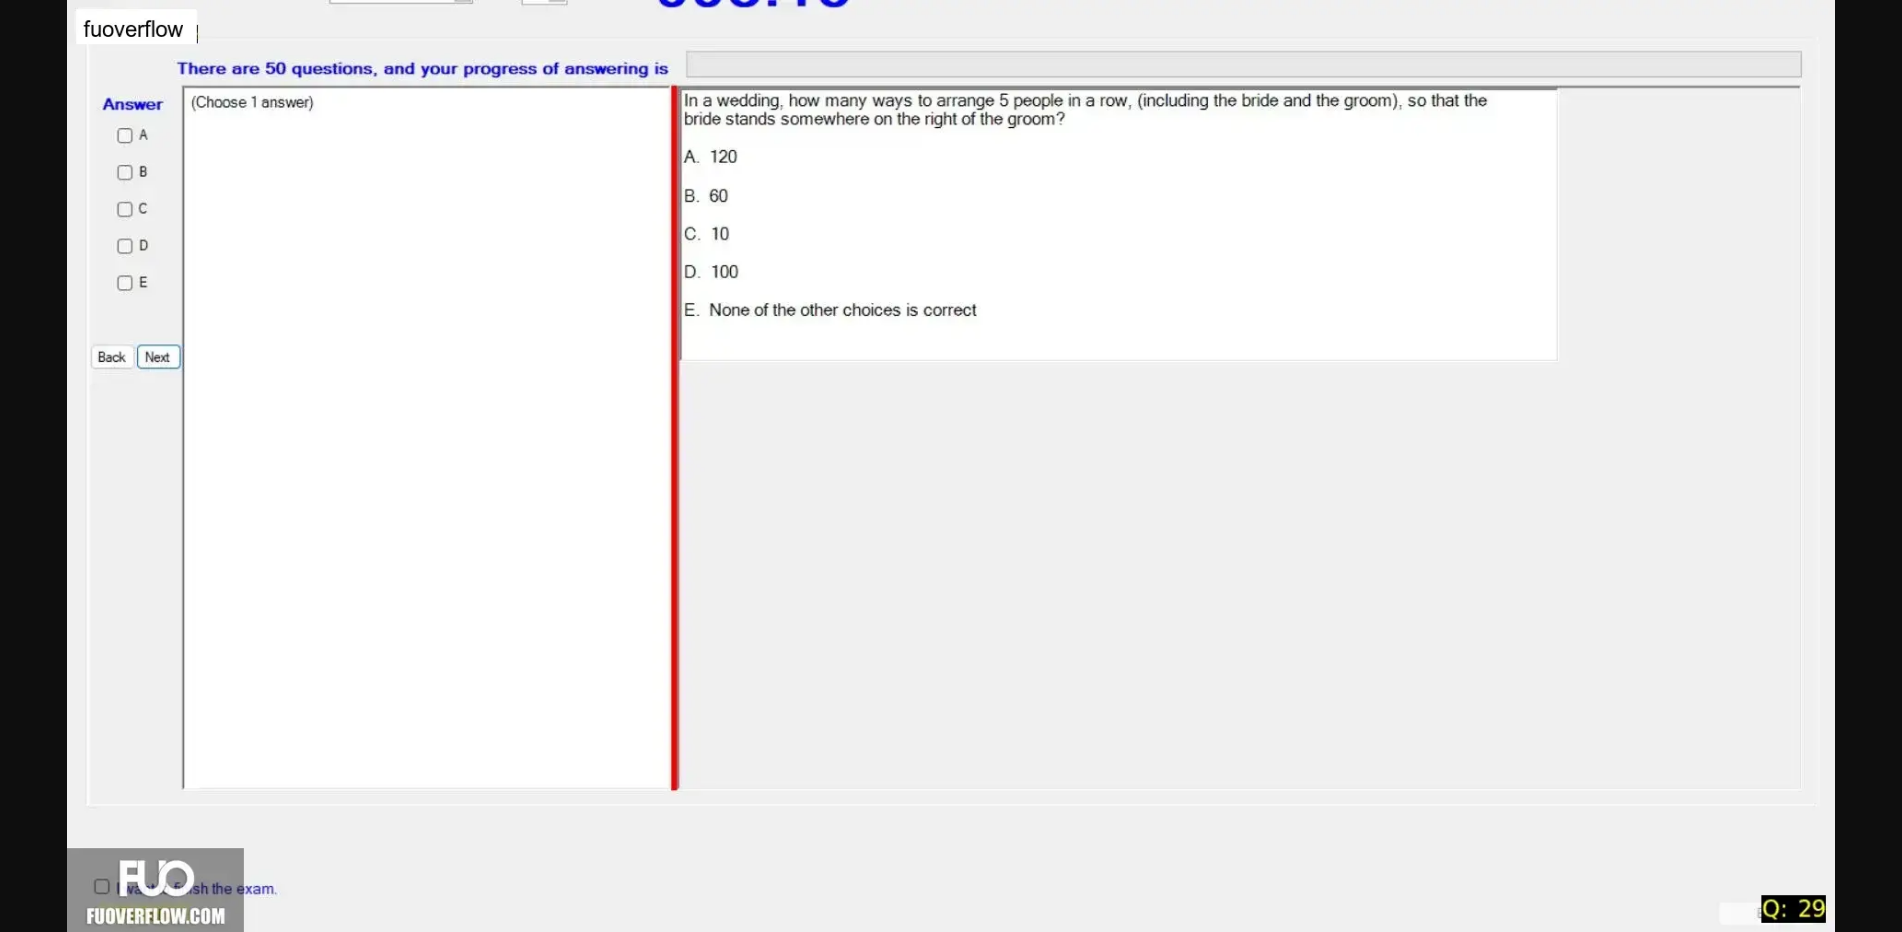 fuoverflow
There are 50 questions, and your progress of answering is
Answer
(Choose 1 answer)
A
B
C
D
E
Back Next
In a wedding, how many ways to arrange 5 people in a row, (including the bride and the groom), so that the
bride stands somewhere on the right of the groom?
A. 120
B. 60
C. 10
D. 100
E. None of the other choices is correct
FUO
the exam.
FUOVERFLOW.COM
Q: 29